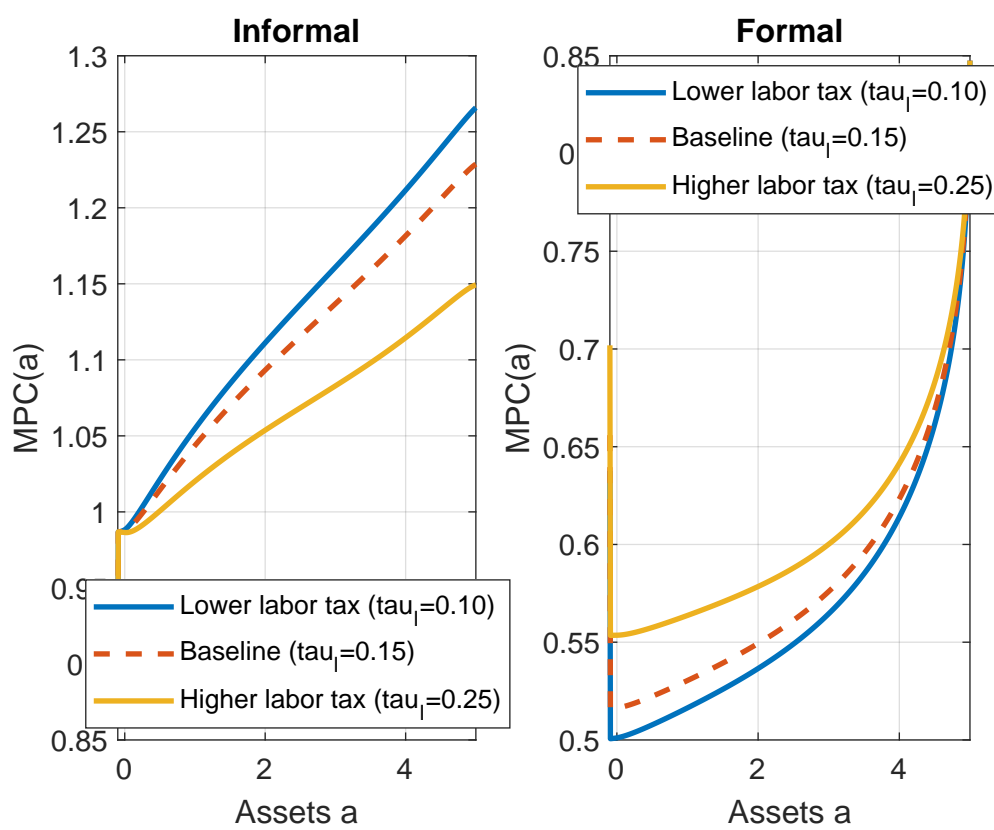 Informal
1.3
1.25
1.2
1.15
1.1
1.05
1
0.9
0
0.85
MPC(a)
0
2
4
Assets a
Lower labor tax (tau_l=0.10)
Baseline (tau_l=0.15)
Higher labor tax (tau_l=0.25)
Formal
0.85
0
0.75
0.7
0.65
0.6
0.55
0.5
MPC(a)
0
2
4
Assets a
Lower labor tax (tau_l=0.10)
Baseline (tau_l=0.15)
Higher labor tax (tau_l=0.25)